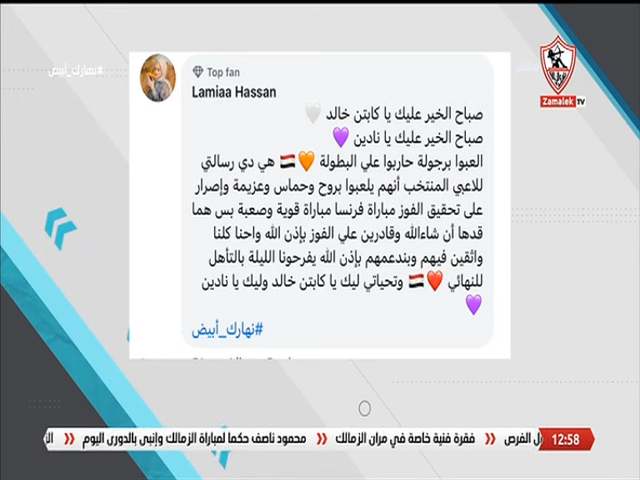 #نهارك_أبيض
Zamalek TV
Top fan
Lamiaa Hassan
صباح الخير عليك يا كابتن خالد 🤍
صباح الخير عليك يا نادين 💜
العبوا برجولة حاربوا علي البطولة 🧡🇪🇬 هي دي رسالتي
للاعبي المنتخب أنهم يلعبوا بروح وحماس وعزيمة وإصرار
على تحقيق الفوز مباراة فرنسا مباراة قوية وصعبة بس هما
قدها أن شاءالله وقادرين علي الفوز بإذن الله واحنا كلنا
واثقين فيهم وبندعمهم بإذن الله يفرحونا الليلة بالتأهل
للنهائي ❤️🇪🇬 وتحياتي ليك يا كابتن خالد وليك يا نادين
💜
#نهارك_أبيض
12:58
الفرص » فقرة فنية خاصة في مران الزمالك » محمود ناصف حكما لمباراة الزمالك وإنبى بالدورى اليوم »